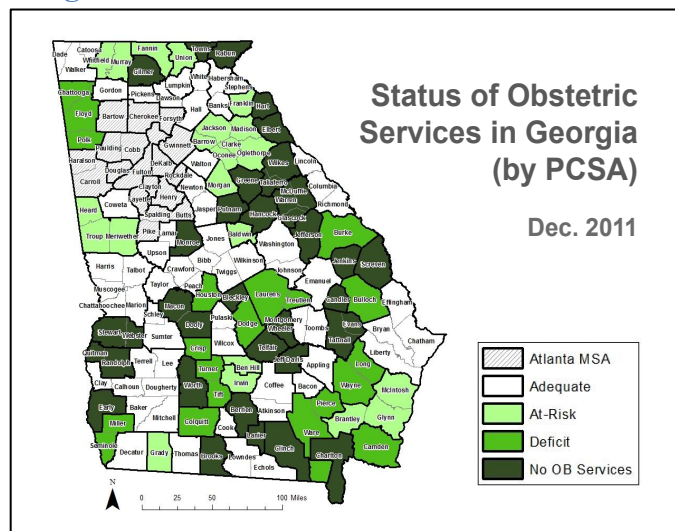 Status of Obstetric
Services in Georgia
(by PCSA)
Dec. 2011
Dade
Catoosa
Walker
Whitfield
Murray
Fannin
Gilmer
Union
Towns
Rabun
Chattooga
Gordon
Pickens
Lumpkin
White
Habersham
Stephens
Dawson
Floyd
Bartow
Cherokee
Forsyth
Hall
Banks
Franklin
Hart
Polk
Paulding
Cobb
Gwinnett
Jackson
Madison
Elbert
Barrow
Clarke
Oconee
Oglethorpe
Haralson
Douglas
DeKalb
Fulton
Rockdale
Walton
Wilkes
Lincoln
Carroll
Clayton
Newton
Morgan
Greene
Taliaferro
McDuffie
Columbia
Coweta
Fayette
Henry
Warren
Richmond
Heard
Spalding
Butts
Jasper
Putnam
Hancock
Glascock
Troup
Meriwether
Pike
Lamar
Monroe
Jones
Baldwin
Washington
Jefferson
Burke
Upson
Harris
Talbot
Crawford
Bibb
Twiggs
Wilkinson
Johnson
Jenkins
Screven
Muscogee
Taylor
Peach
Houston
Bleckley
Laurens
Treutlen
Emanuel
Candler
Bulloch
Effingham
Chattahoochee
Marion
Schley
Macon
Dooly
Pulaski
Dodge
Montgomery
Wheeler
Toombs
Evans
Tattnall
Bryan
Chatham
Stewart
Webster
Sumter
Wilcox
Telfair
Liberty
Quitman
Randolph
Terrell
Lee
Crisp
Turner
Ben Hill
Jeff Davis
Appling
Long
Clay
Calhoun
Dougherty
Worth
Tift
Irwin
Coffee
Bacon
Wayne
McIntosh
Early
Baker
Mitchell
Colquitt
Berrien
Atkinson
Pierce
Brantley
Glynn
Miller
Cook
Lanier
Ware
Seminole
Decatur
Grady
Thomas
Brooks
Lowndes
Echols
Clinch
Charlton
Camden
Atlanta MSA
Adequate
At-Risk
Deficit
No OB Services
N
0 25 50 100 Miles